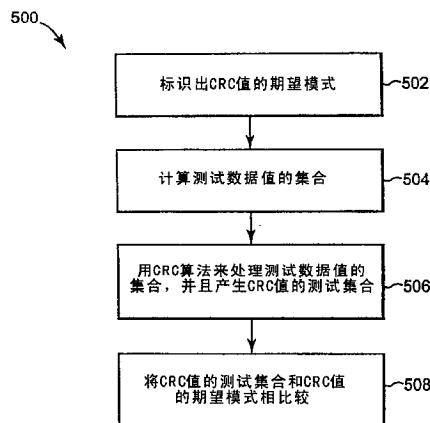 500
标识出CRC值的期望模式
502
计算测试数据值的集合
504
用CRC算法来处理测试数据值的
集合，并且产生CRC值的测试集合
506
将CRC值的测试集合和CRC值
的期望模式相比较
508